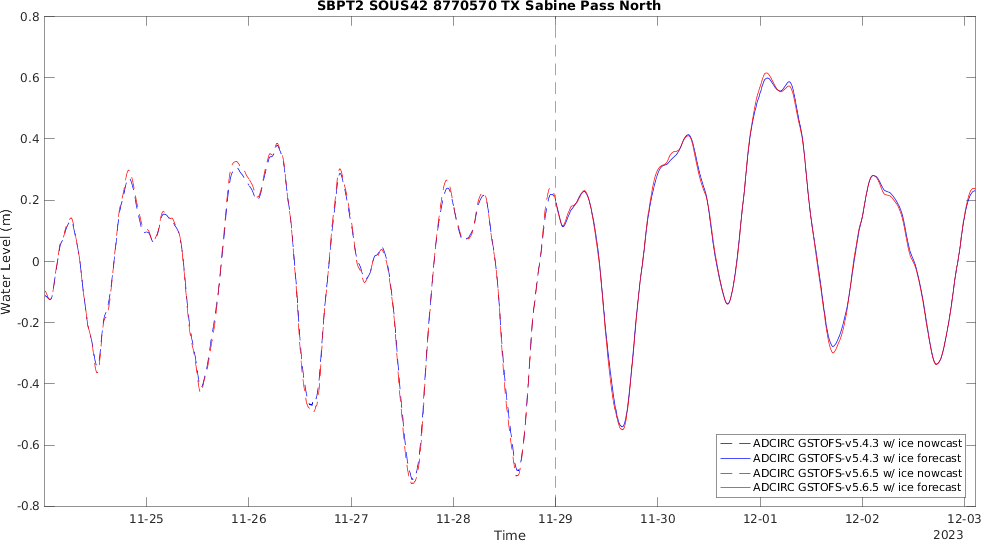 SBPT2 SOUS42 8770570 TX Sabine Pass North
0.8
0.6
0.4
0.2
0
-0.2
-0.4
-0.6
-0.8
Water Level (m)
11-25
11-26
11-27
11-28
11-29
11-30
12-01
12-02
12-03
2023
Time
ADCIRC GSTOFS-v5.4.3 w/ ice nowcast
ADCIRC GSTOFS-v5.4.3 w/ ice forecast
ADCIRC GSTOFS-v5.6.5 w/ ice nowcast
ADCIRC GSTOFS-v5.6.5 w/ ice forecast